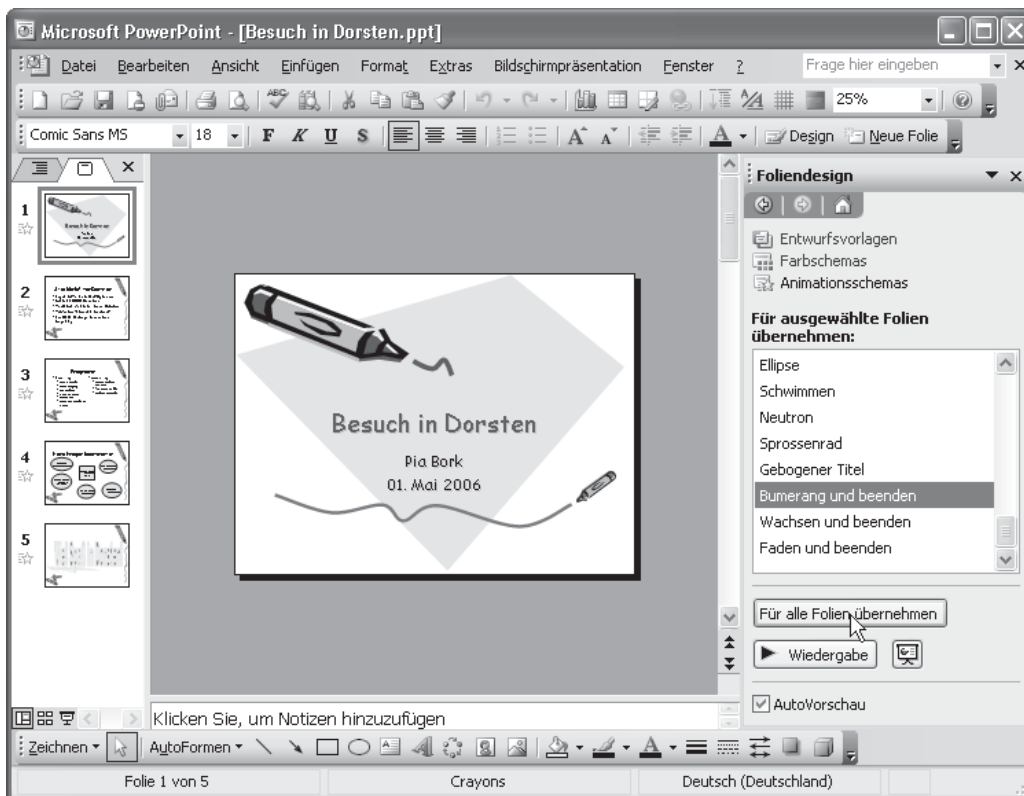 Microsoft PowerPoint - [Besuch in Dorsten.ppt]
Datei Bearbeiten Ansicht Einfügen Format Extras Bildschirmpräsentation Fenster ? Frage hier eingeben
ABC 25%
Comic Sans MS 18 F K U S A A A Design Neue Folie
1
2
3
4
5
Besuch in Dorsten
Pia Bork
01. Mai 2006
Klicken Sie, um Notizen hinzuzufügen
Foliendesign
Entwurfsvorlagen
Farbschemas
Animationsschemas
Für ausgewählte Folien
übernehmen:
Ellipse
Schwimmen
Neutron
Sprossenrad
Gebogener Titel
Bumerang und beenden
Wachsen und beenden
Faden und beenden
Für alle Folien übernehmen
Wiedergabe
AutoVorschau
Zeichnen AutoFormen A A
Folie 1 von 5 Crayons Deutsch (Deutschland)